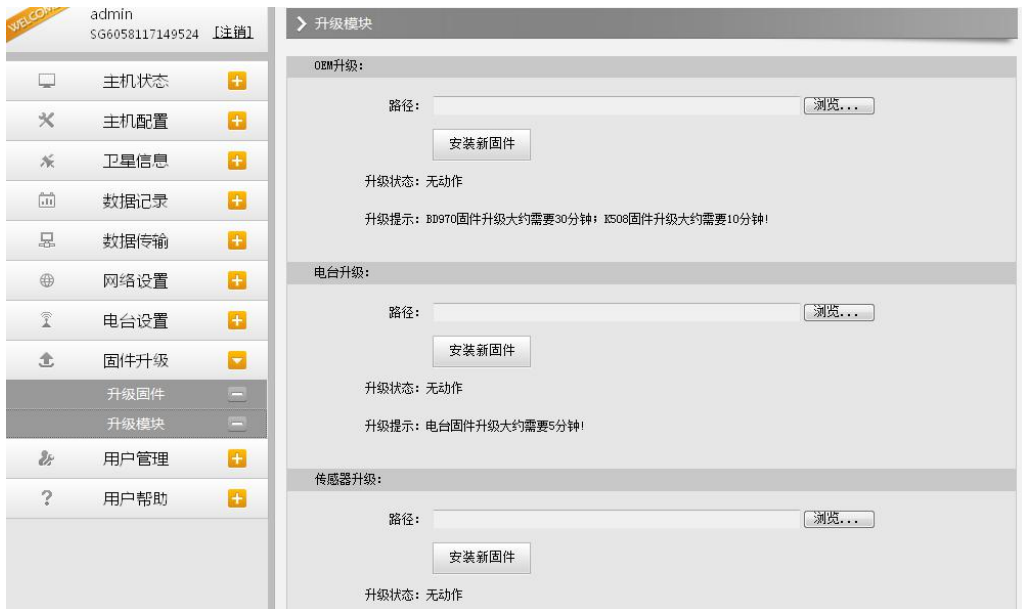 WELCOME
admin
SG6058117149524 [注销]
主机状态
主机配置
卫星信息
数据记录
数据传输
网络设置
电台设置
固件升级
升级固件
升级模块
用户管理
用户帮助
升级模块
OEM升级:
路径:
浏览...
安装新固件
升级状态: 无动作
升级提示: BD970固件升级大约需要30分钟; K508固件升级大约需要10分钟!
电台升级:
路径:
浏览...
安装新固件
升级状态: 无动作
升级提示: 电台固件升级大约需要5分钟!
传感器升级:
路径:
浏览...
安装新固件
升级状态: 无动作